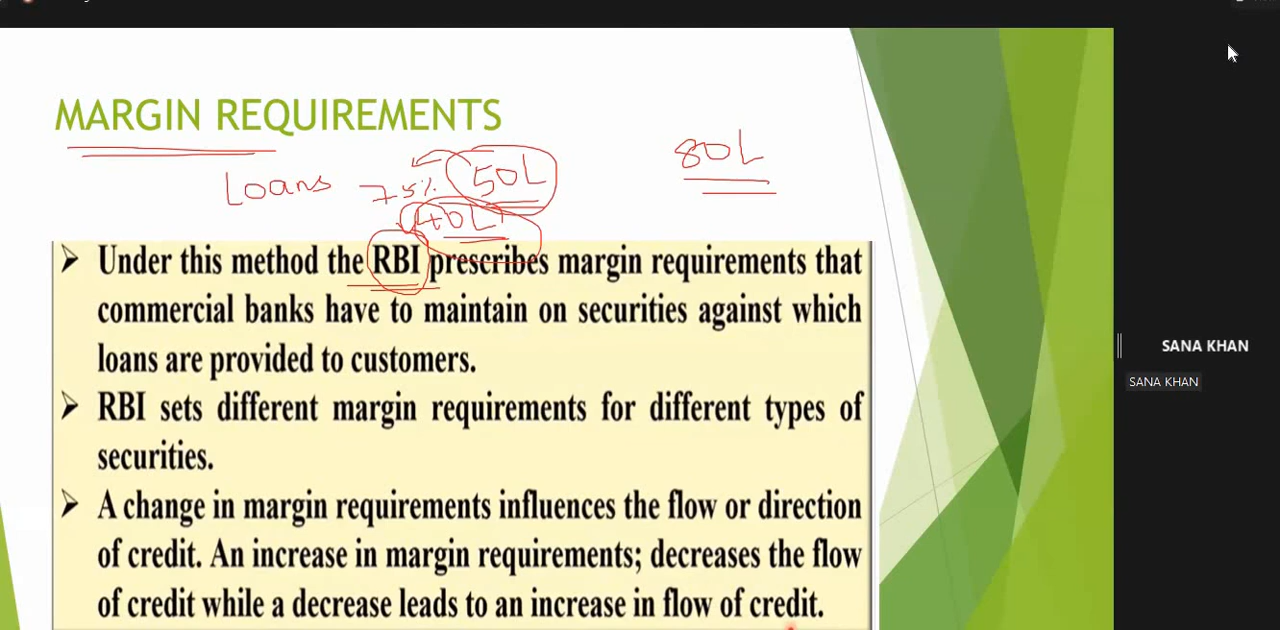 MARGIN REQUIREMENTS
80L
Loans 75% 50L
40L
➢ Under this method the RBI prescribes margin requirements that
commercial banks have to maintain on securities against which
loans are provided to customers.
➢ RBI sets different margin requirements for different types of
securities.
➢ A change in margin requirements influences the flow or direction
of credit. An increase in margin requirements; decreases the flow
of credit while a decrease leads to an increase in flow of credit.
SANA KHAN
SANA KHAN